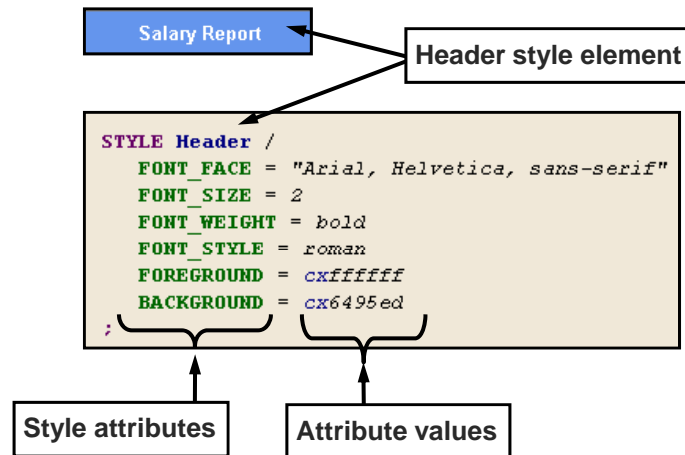 Salary Report
Header style element
STYLE Header /
FONT_FACE = "Arial, Helvetica, sans-serif"
FONT_SIZE = 2
FONT_WEIGHT = bold
FONT_STYLE = roman
FOREGROUND = cxffffff
BACKGROUND = cx6495ed
;
Style attributes
Attribute values